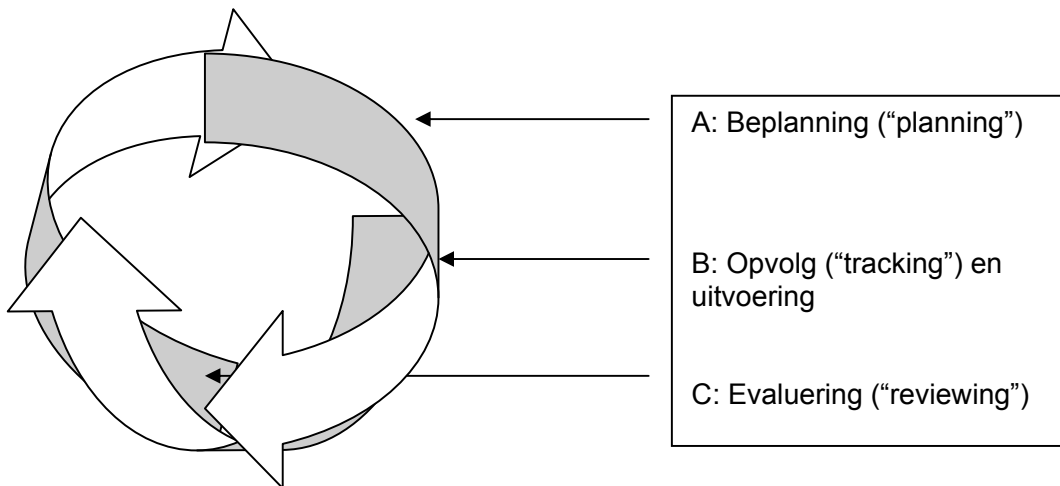 A: Beplanning (“planning”)
B: Opvolg (“tracking”) en
uitvoering
C: Evaluering (“reviewing”)